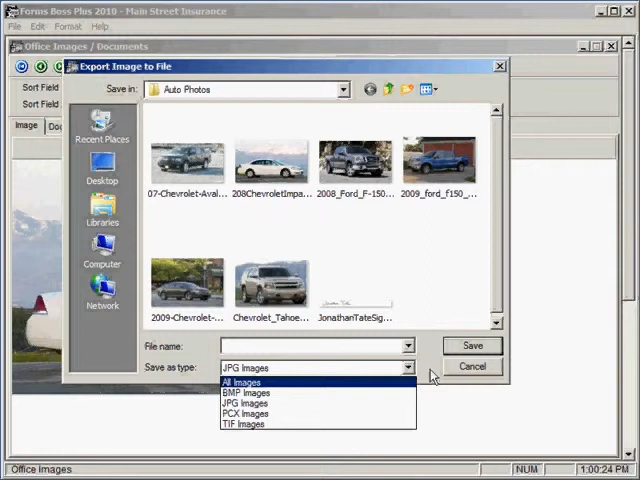 Forms Boss Plus 2010 - Main Street Insurance
File Edit Format Help
Office Images / Documents
Export Image to File
Save in: Auto Photos
Sort Field
Sort Field
Image
Recent Places
Desktop
Libraries
Computer
Network
07-Chevrolet-Aval... 208ChevroletImpa... 2008_Ford_F-150... 2009_ford_f150_...
2009-Chevrolet-... Chevrolet_Tahoe... JonathanTateSig...
File name: Save
Save as type: JPG Images Cancel
All Images
BMP Images
JPG Images
PCX Images
TIF Images
Office Images NUM 1:00:24 PM